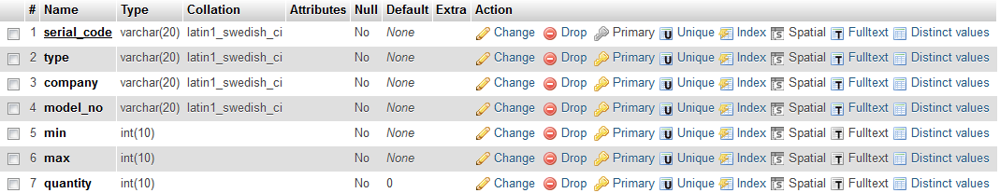 # Name Type Collation Attributes Null Default Extra Action
1 serial_code varchar(20) latin1_swedish_ci No None Change Drop Primary Unique Index Spatial Fulltext Distinct values
2 type varchar(20) latin1_swedish_ci No None Change Drop Primary Unique Index Spatial Fulltext Distinct values
3 company varchar(20) latin1_swedish_ci No None Change Drop Primary Unique Index Spatial Fulltext Distinct values
4 model_no varchar(20) latin1_swedish_ci No None Change Drop Primary Unique Index Spatial Fulltext Distinct values
5 min int(10) No None Change Drop Primary Unique Index Spatial Fulltext Distinct values
6 max int(10) No None Change Drop Primary Unique Index Spatial Fulltext Distinct values
7 quantity int(10) No 0 Change Drop Primary Unique Index Spatial Fulltext Distinct values